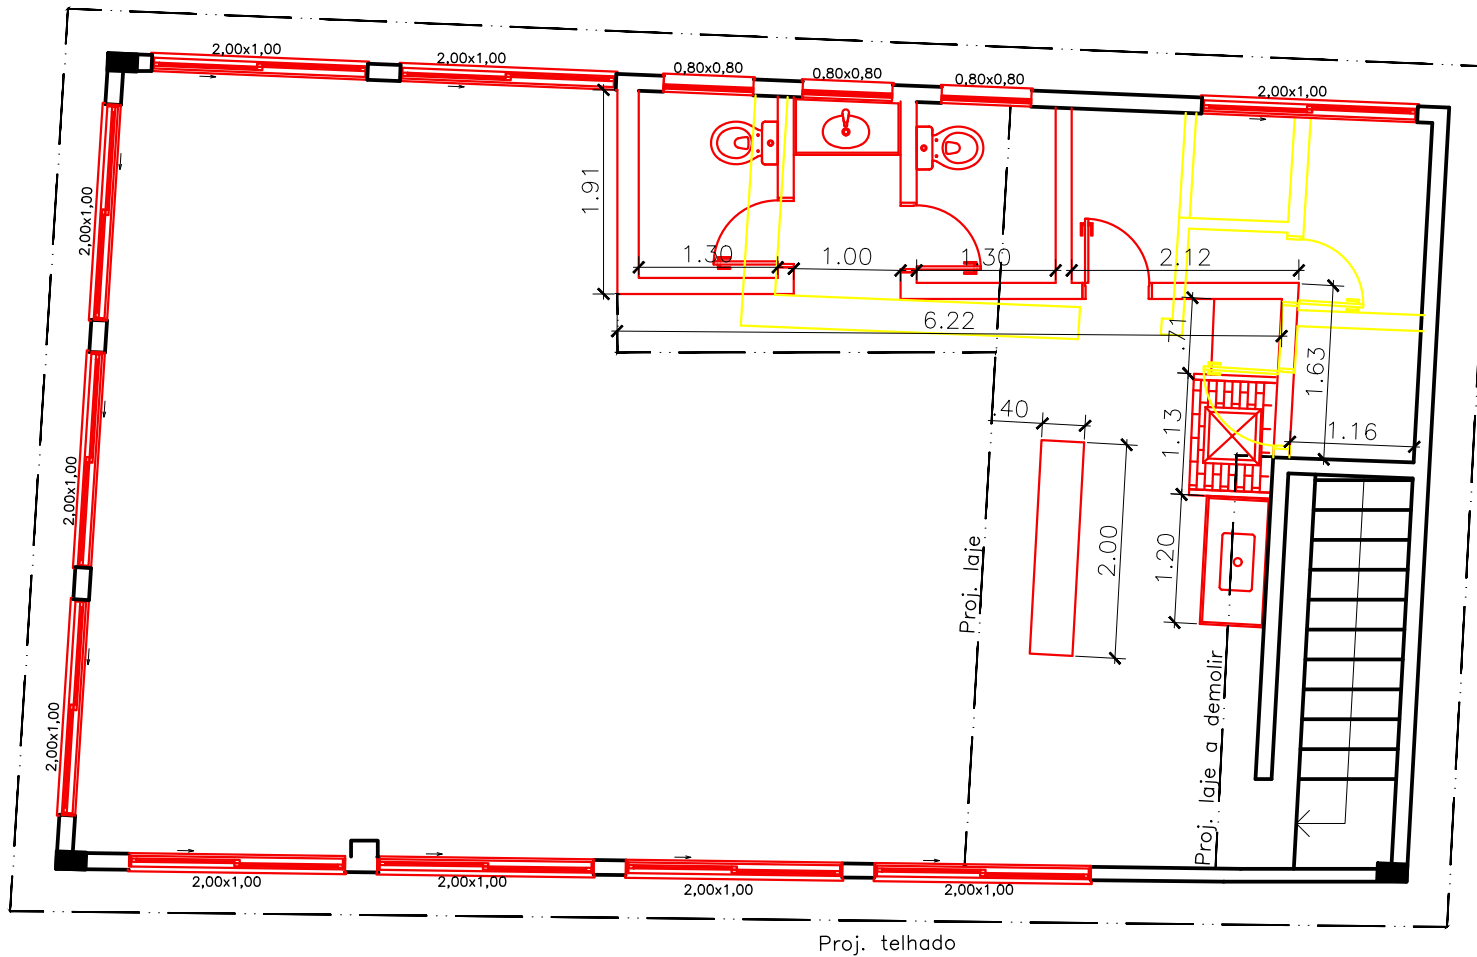 2,00x1,00
2,00x1,00
0,80x0,80
0,80x0,80
0,80x0,80
2,00x1,00
2,00x1,00
1.91
1.30
1.00
1.30
2.12
6.22
.71
1.63
.40
1.13
1.16
2,00x1,00
2.00
1.20
Proj. laje
2,00x1,00
Proj. laje a demolir
2,00x1,00
2,00x1,00
2,00x1,00
2,00x1,00
Proj. telhado